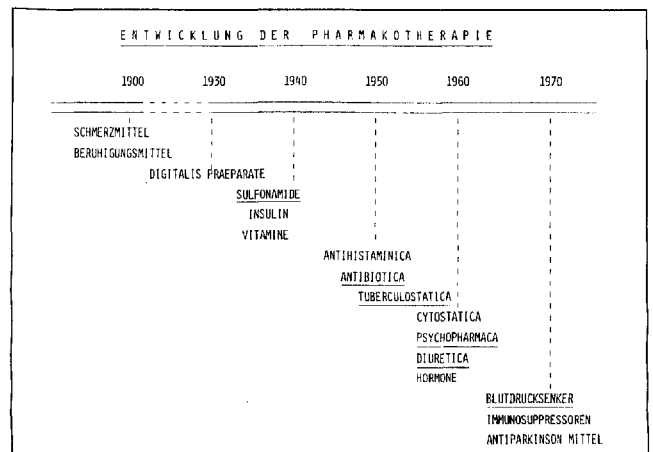 ENTWICKLUNG DER PHARMAKOTHERAPIE
1900 1930 1940 1950 1960 1970
SCHMERZMITTEL
BERUHIGUNGSMITTEL
DIGITALIS PRAEPARATE
SULFONAMIDE
INSULIN
VITAMINE
ANTIHISTAMINICA
ANTIBIOTICA
TUBERCULOSTATICA
CYTOSTATICA
PSYCHOPHARMACA
DIURETICA
HORMONE
BLUTDRUCKSENKER
IMMUNOSUPPRESSOREN
ANTIPARKINSON MITTEL